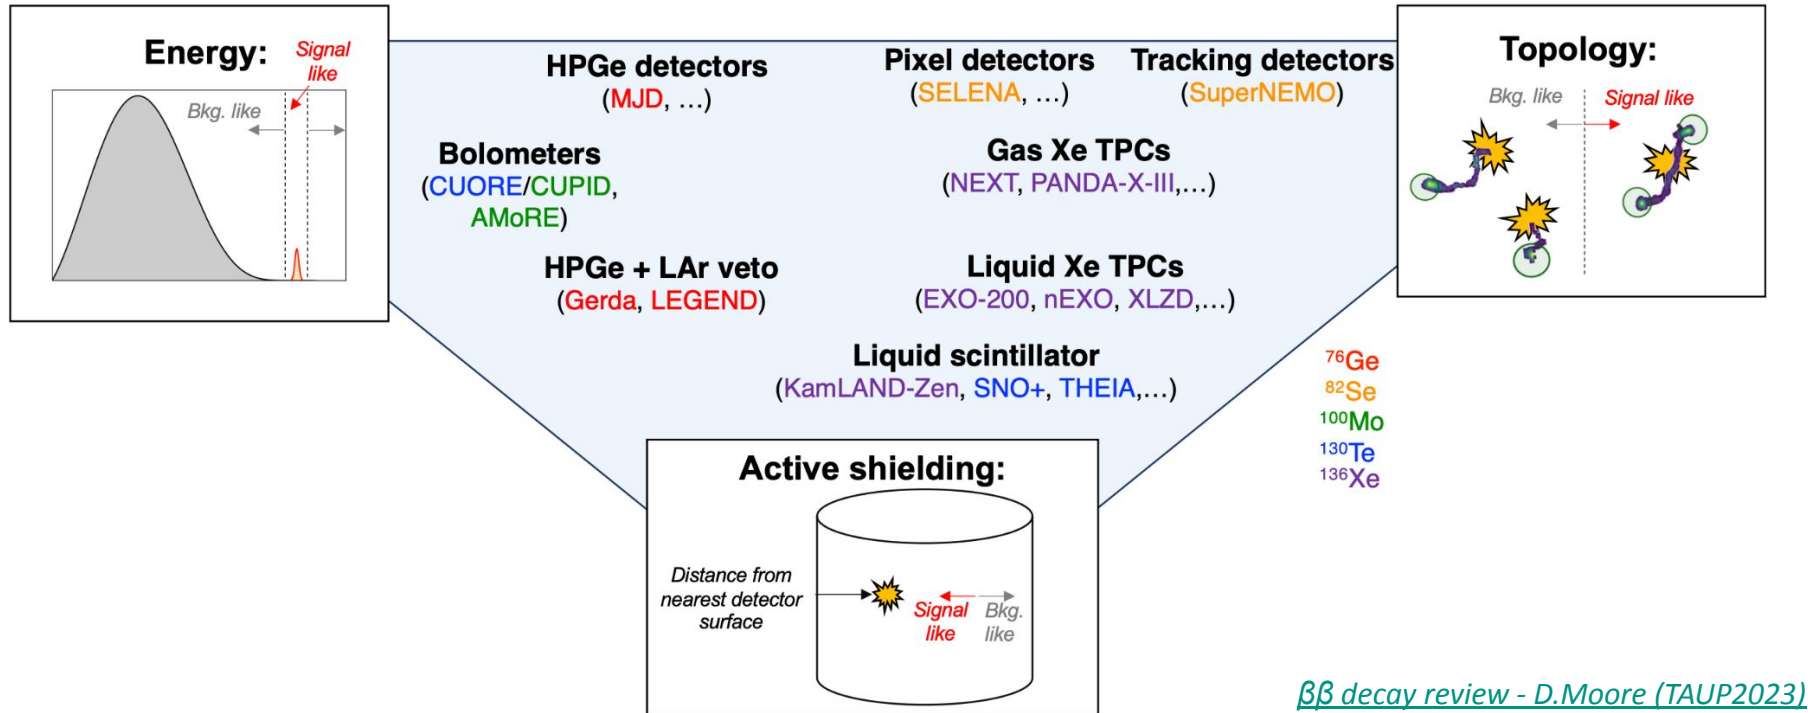 Energy:
Signal
like
Bkg. like
HPGe detectors
(MJD, …)
Bolometers
(CUORE/CUPID,
AMoRE)
HPGe + LAr veto
(Gerda, LEGEND)
Pixel detectors
(SELENA, …)
Tracking detectors
(SuperNEMO)
Gas Xe TPCs
(NEXT, PANDA-X-III,…)
Liquid Xe TPCs
(EXO-200, nEXO, XLZD,…)
Liquid scintillator
(KamLAND-Zen, SNO+, THEIA,…)
Topology:
Bkg. like
Signal like
⁷⁶Ge
⁸²Se
¹⁰⁰Mo
¹³⁰Te
¹³⁶Xe
Active shielding:
Distance from
nearest detector
surface
Signal
like
Bkg.
like
ββ decay review - D.Moore (TAUP2023)